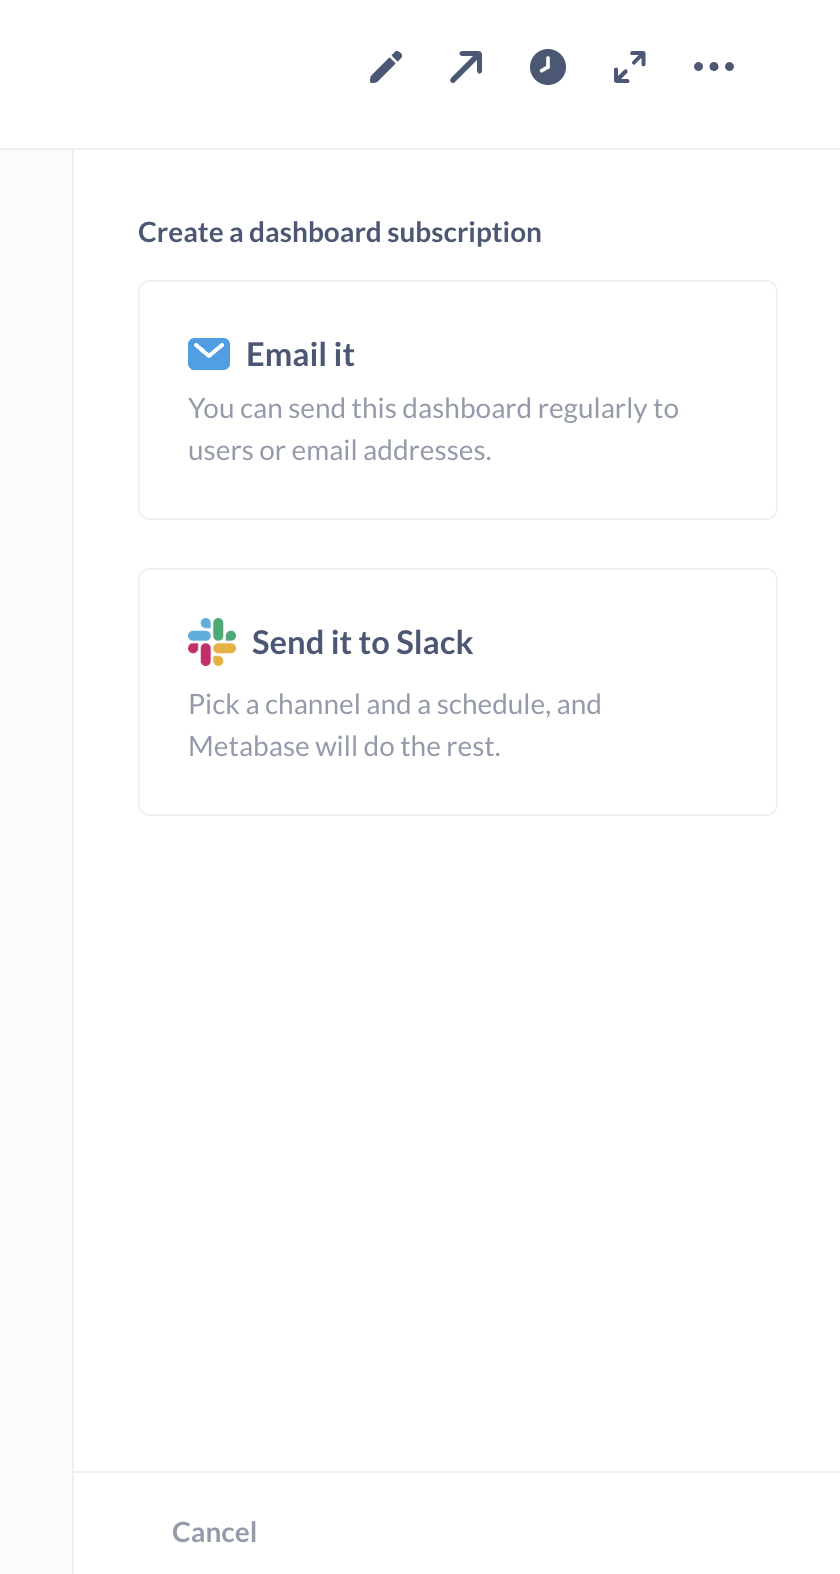 Create a dashboard subscription
Email it
You can send this dashboard regularly to
users or email addresses.
Send it to Slack
Pick a channel and a schedule, and
Metabase will do the rest.
Cancel